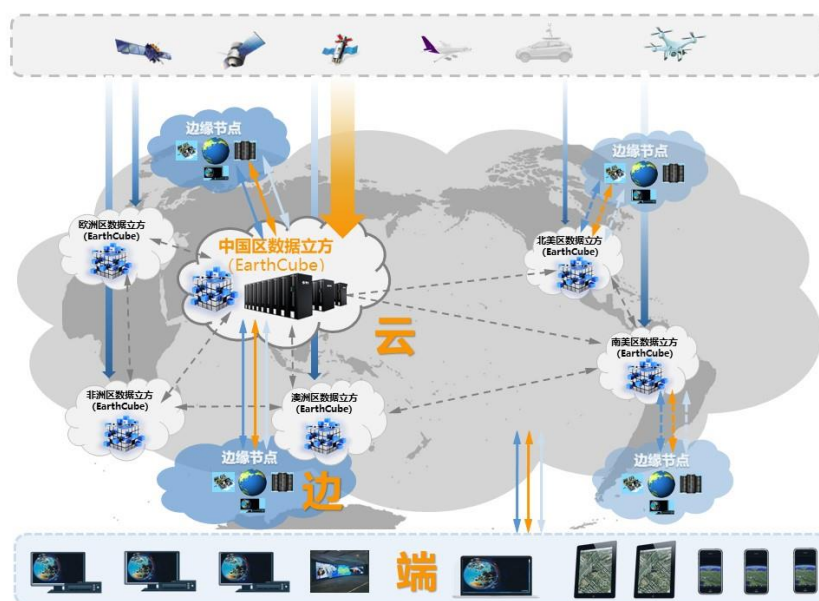 边缘节点
边缘节点
欧洲区数据立方
(EarthCube)
中国区数据立方
(EarthCube)
北美区数据立方
(EarthCube)
云
南美区数据立方
(EarthCube)
非洲区数据立方
(EarthCube)
澳洲区数据立方
(EarthCube)
边缘节点
边
边缘节点
端